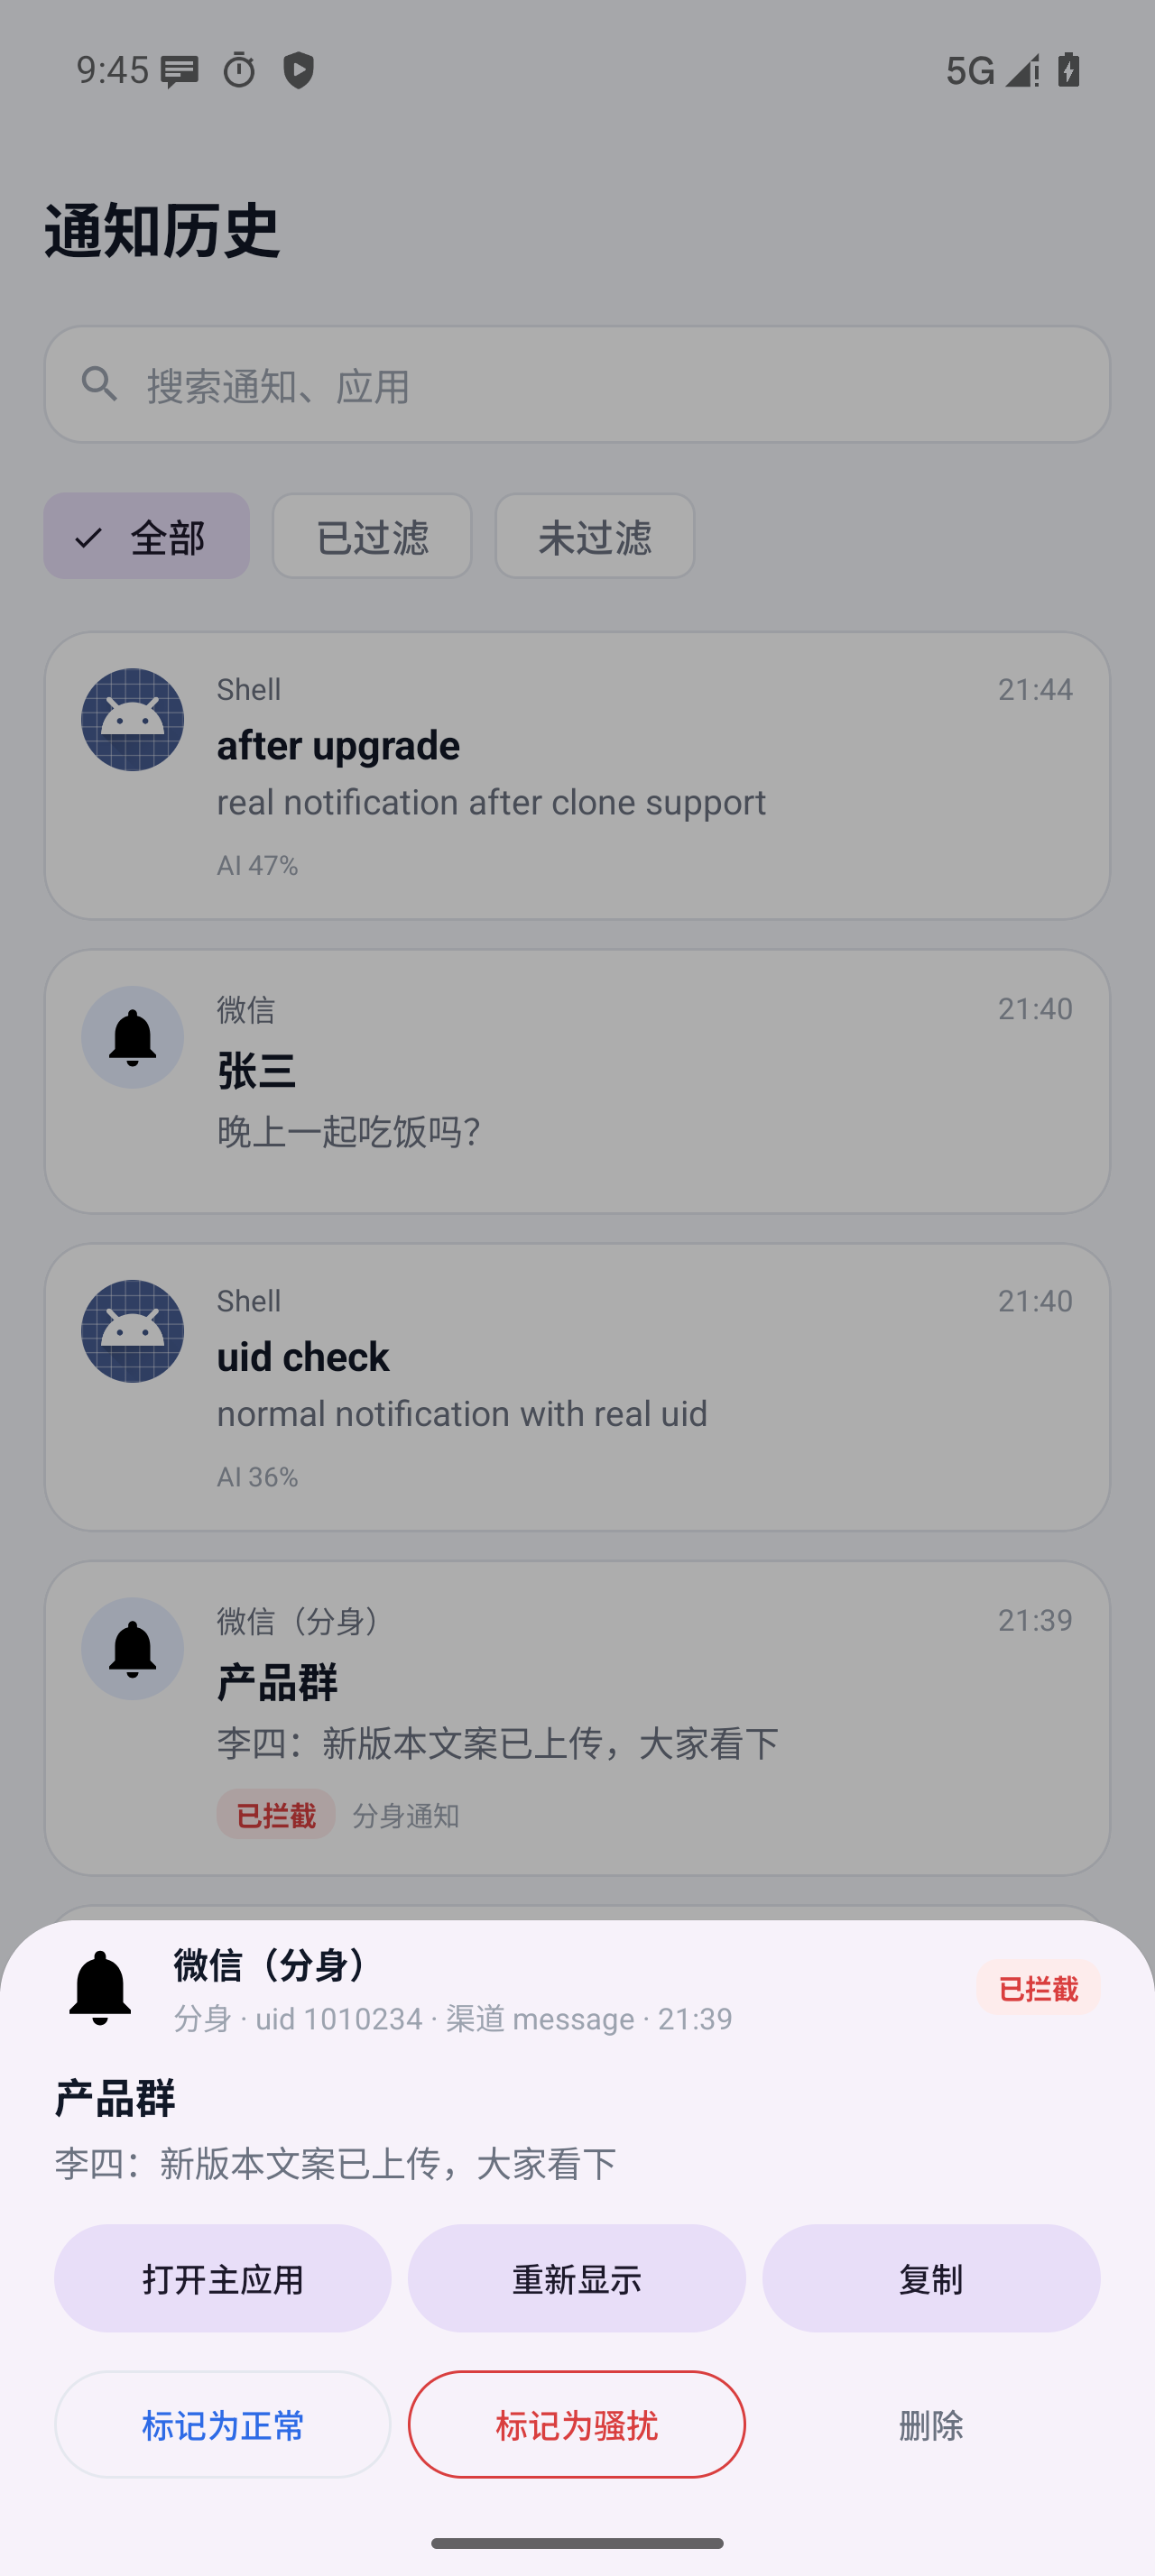 9:45
5G
通知历史
搜索通知、应用
全部
已过滤
未过滤
Shell
21:44
after upgrade
real notification after clone support
AI 47%
微信
21:40
张三
晚上一起吃饭吗？
Shell
21:40
uid check
normal notification with real uid
AI 36%
微信（分身）
21:39
产品群
李四：新版本文案已上传，大家看下
已拦截
分身通知
微信（分身）
分身 · uid 1010234 · 渠道 message · 21:39
已拦截
产品群
李四：新版本文案已上传，大家看下
打开主应用
重新显示
复制
标记为正常
标记为骚扰
删除